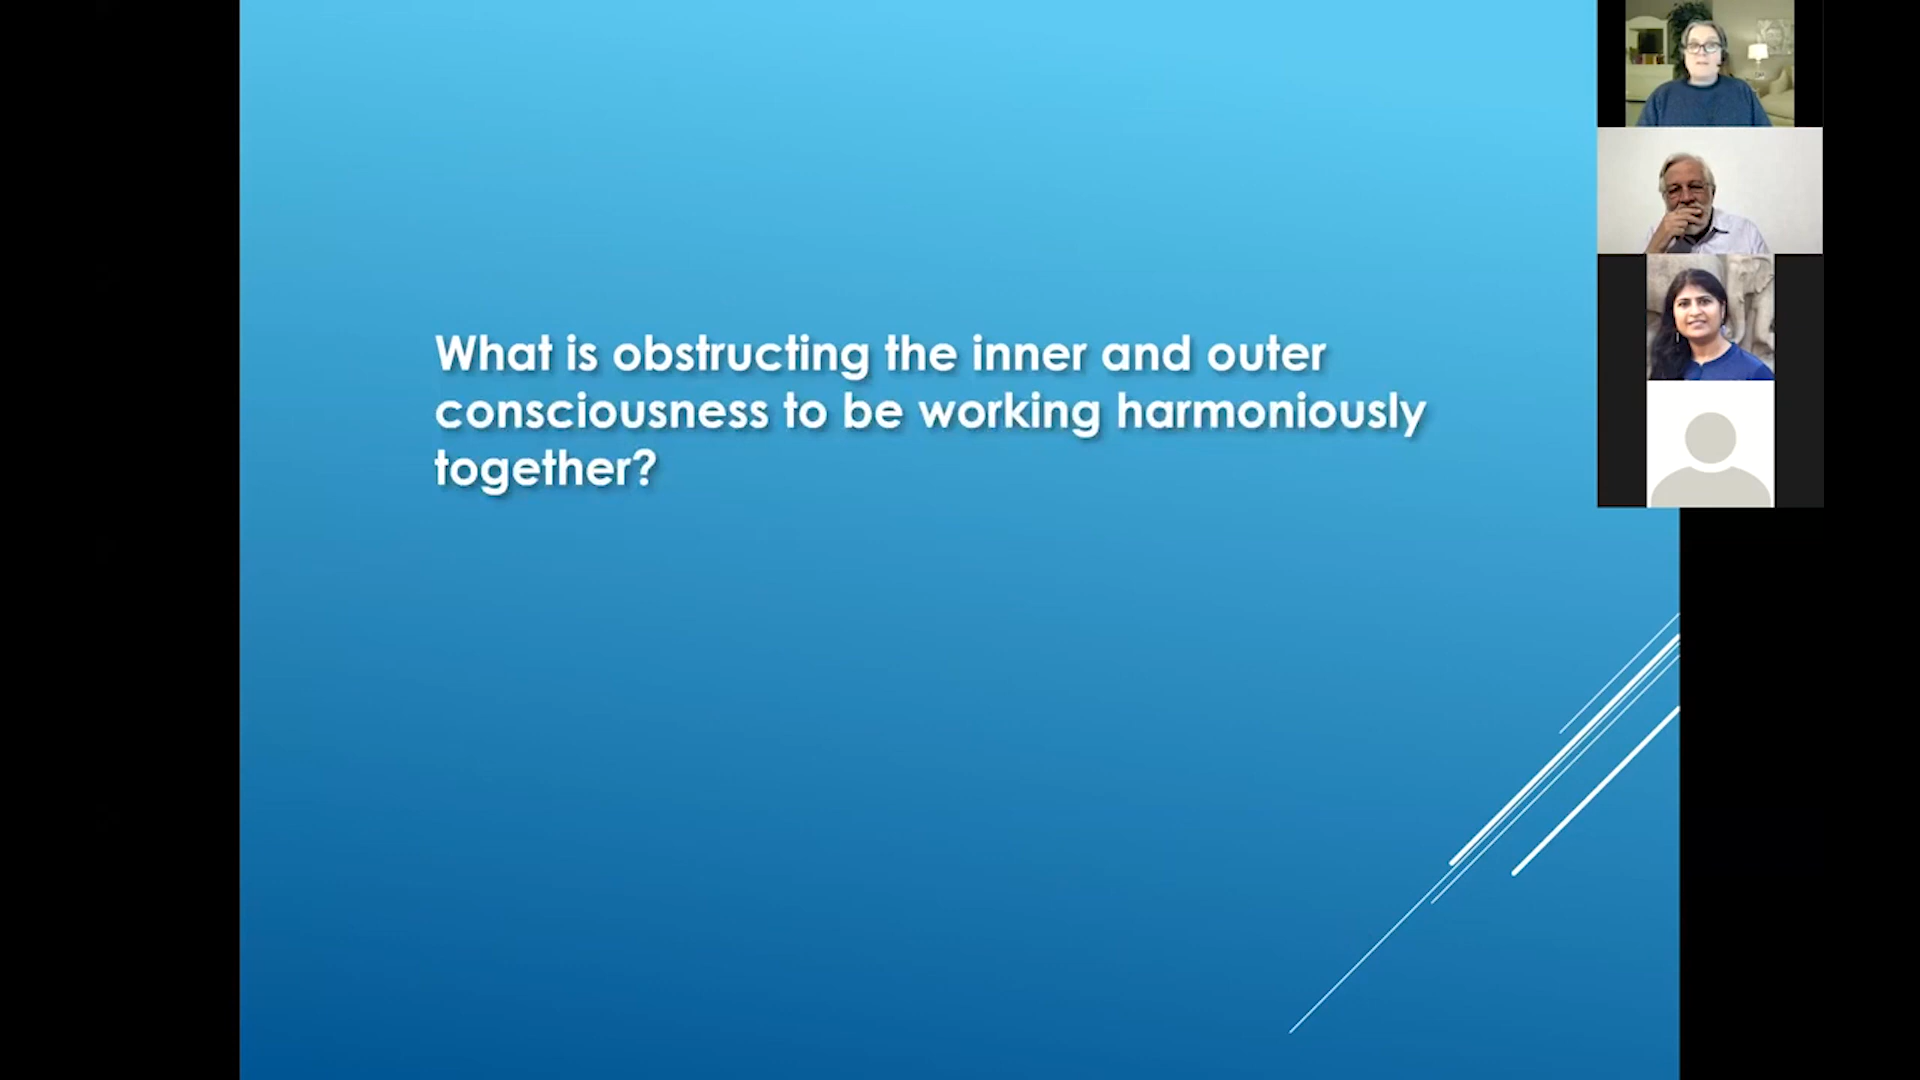 What is obstructing the inner and outer
consciousness to be working harmoniously
together?